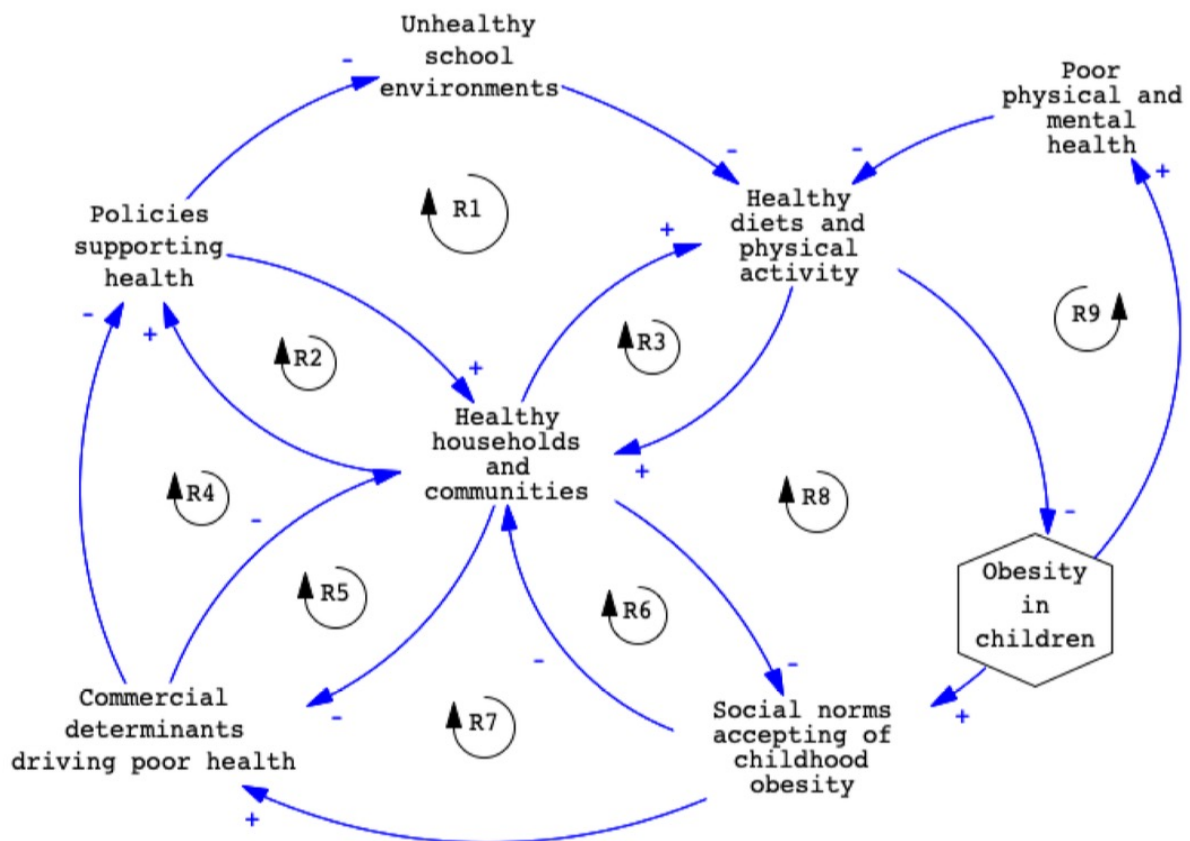 Unhealthy
school
environments
-
Poor
physical and
mental
health
+
-
-
Healthy
diets and
physical
activity
+
R1
Policies
supporting
health
-
+
R2
+
R3
R9
Healthy
households
and
communities
+
-
R4
-
R5
R6
R8
-
Obesity
in
children
+
-
-
R7
Commercial
determinants
driving poor health
-
Social norms
accepting of
childhood
obesity
+